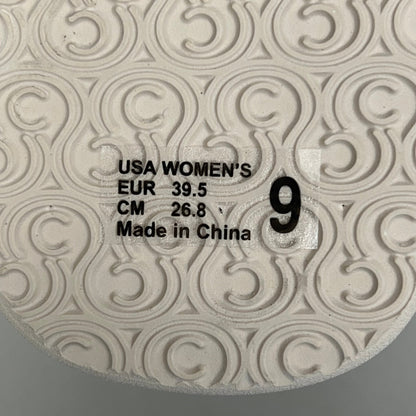 USA WOMEN'S
EUR 39.5
CM 26.8
Made in China
9